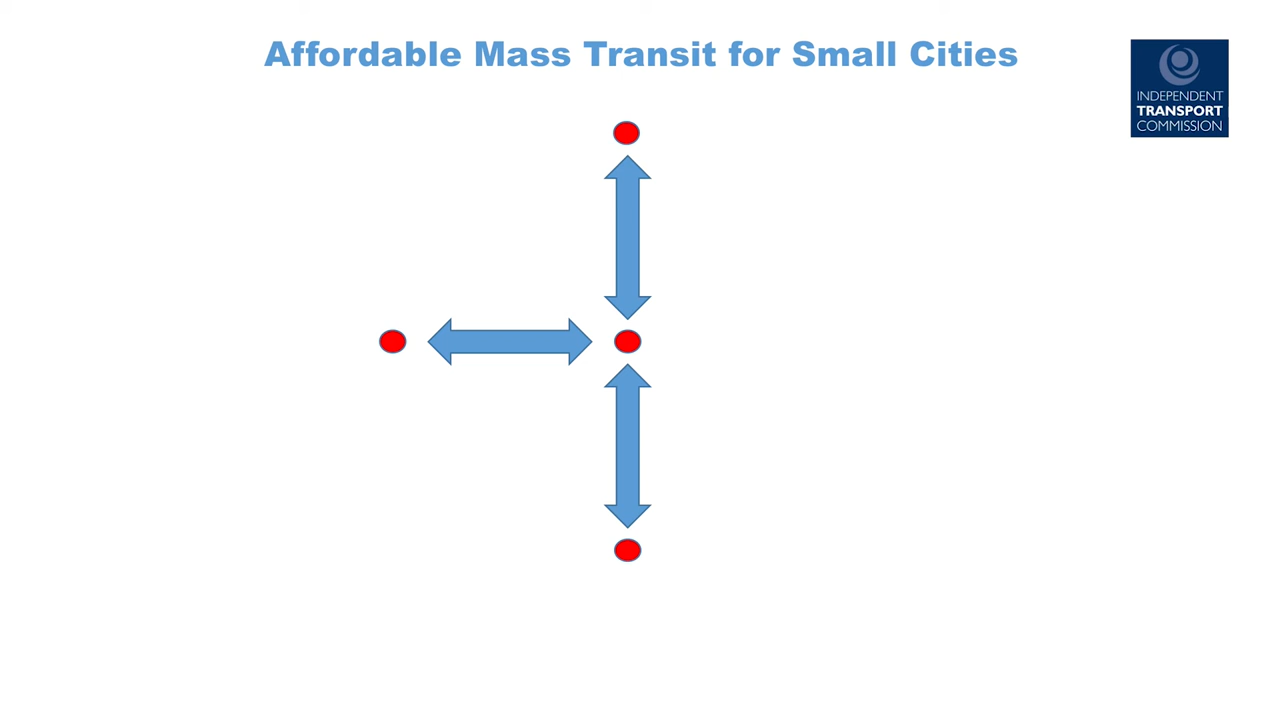 Affordable Mass Transit for Small Cities
INDEPENDENT
TRANSPORT
COMMISSION